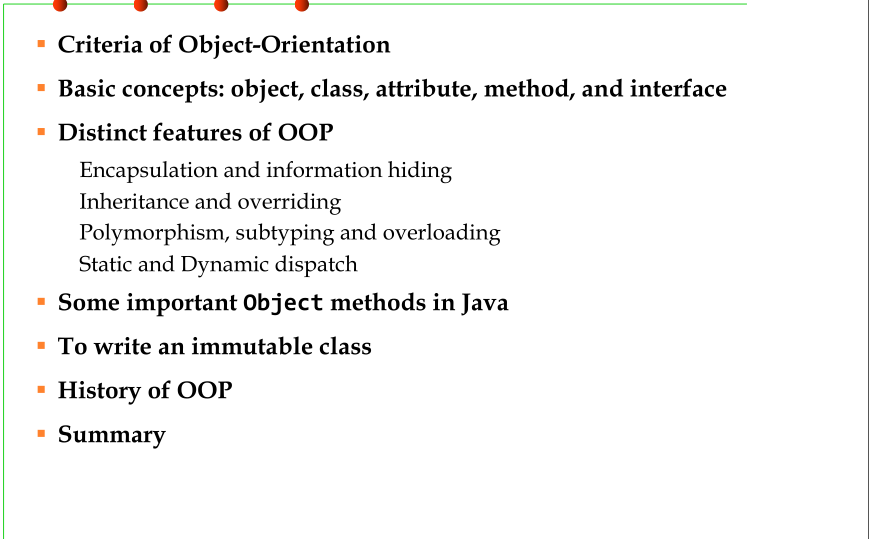 Criteria of Object-Orientation
Basic concepts: object, class, attribute, method, and interface
Distinct features of OOP
Encapsulation and information hiding
Inheritance and overriding
Polymorphism, subtyping and overloading
Static and Dynamic dispatch
Some important Object methods in Java
To write an immutable class
History of OOP
Summary